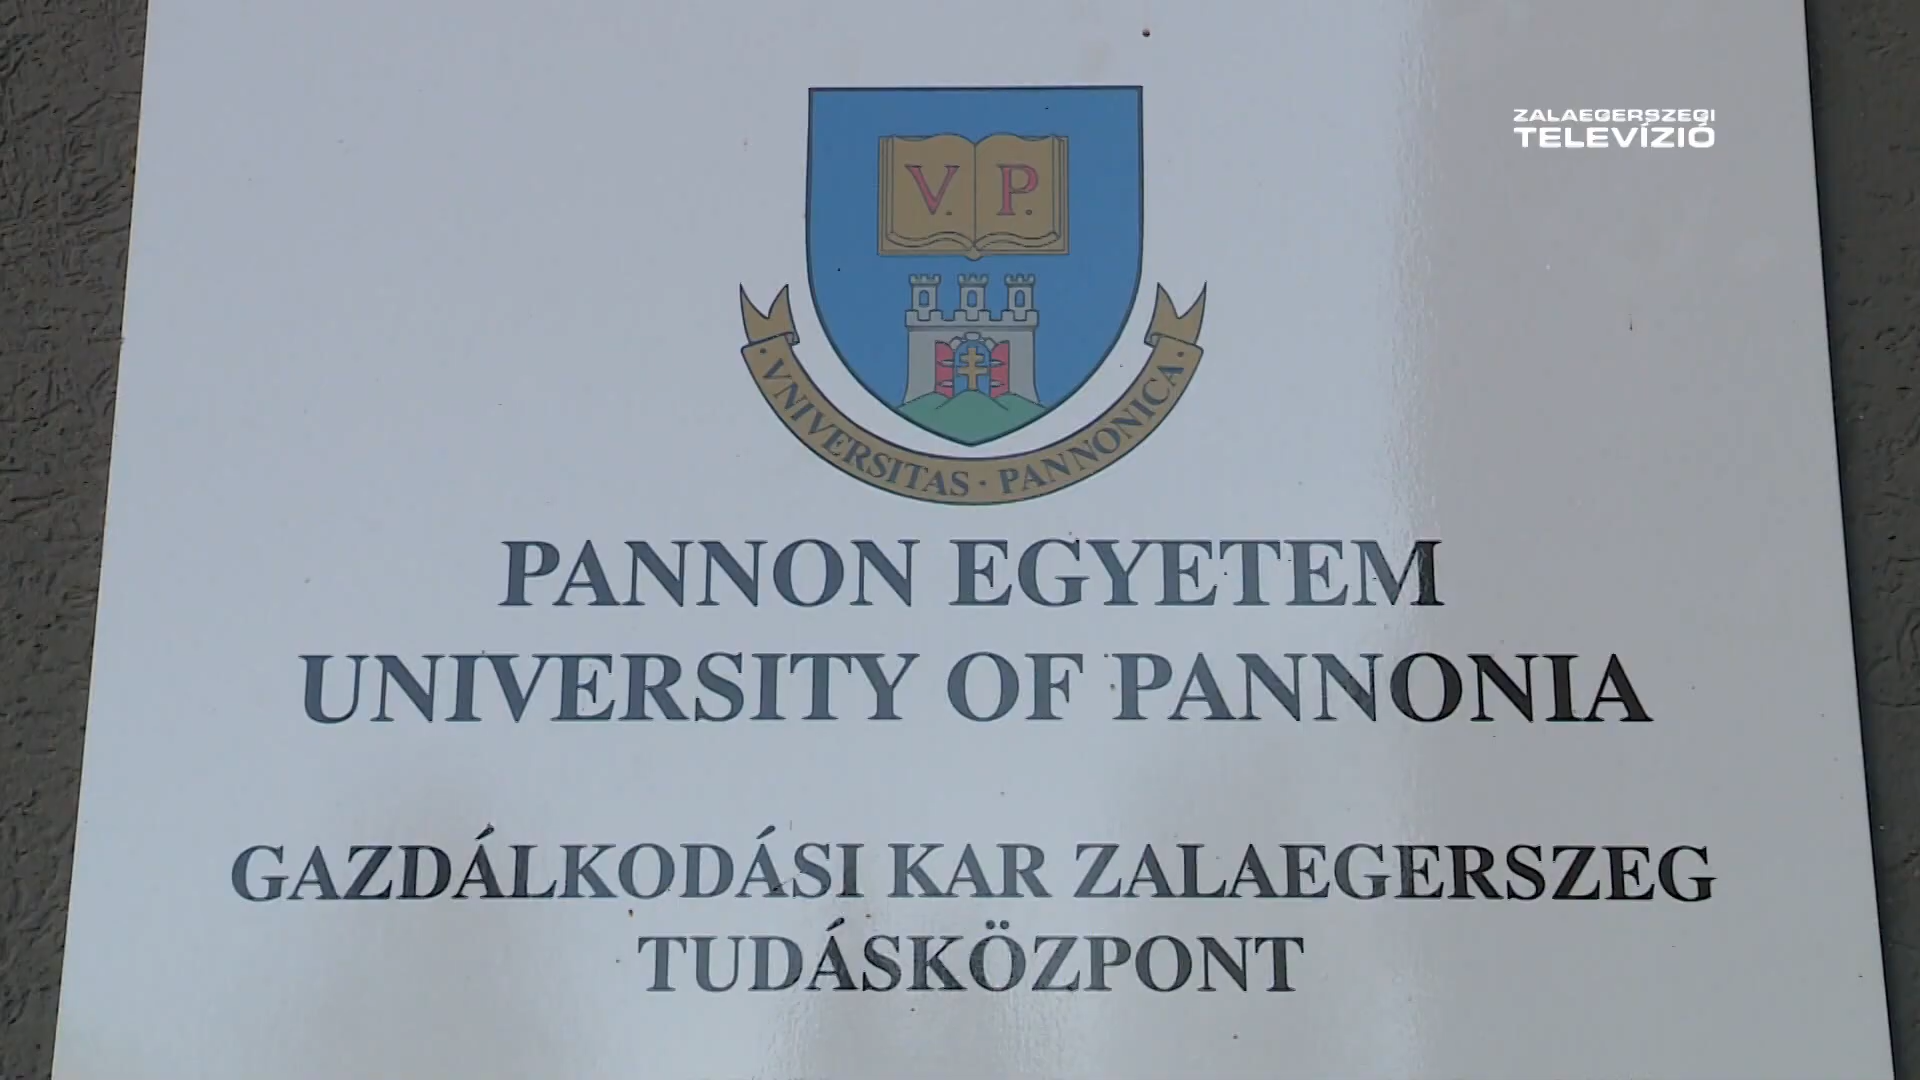 ZALAEGERSZEGI
TELEVÍZIÓ
V. P.
VNIVERSITAS · PANNONICA
PANNON EGYETEM
UNIVERSITY OF PANNONIA
GAZDÁLKODÁSI KAR ZALAEGERSZEG
TUDÁSKÖZPONT